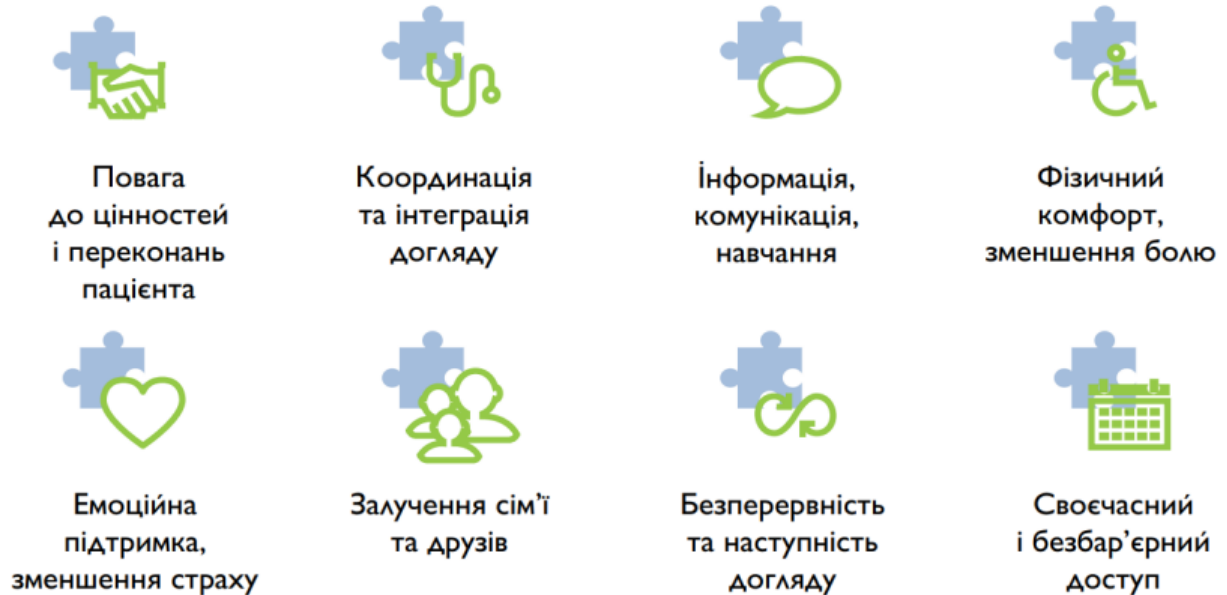 Повага
до цінностей
і переконань
пацієнта
Координація
та інтеграція
догляду
Інформація,
комунікація,
навчання
Фізичний
комфорт,
зменшення болю
Емоційна
підтримка,
зменшення страху
Залучення сім’ї
та друзів
Безперервність
та наступність
догляду
Своєчасний
і безбар’єрний
доступ